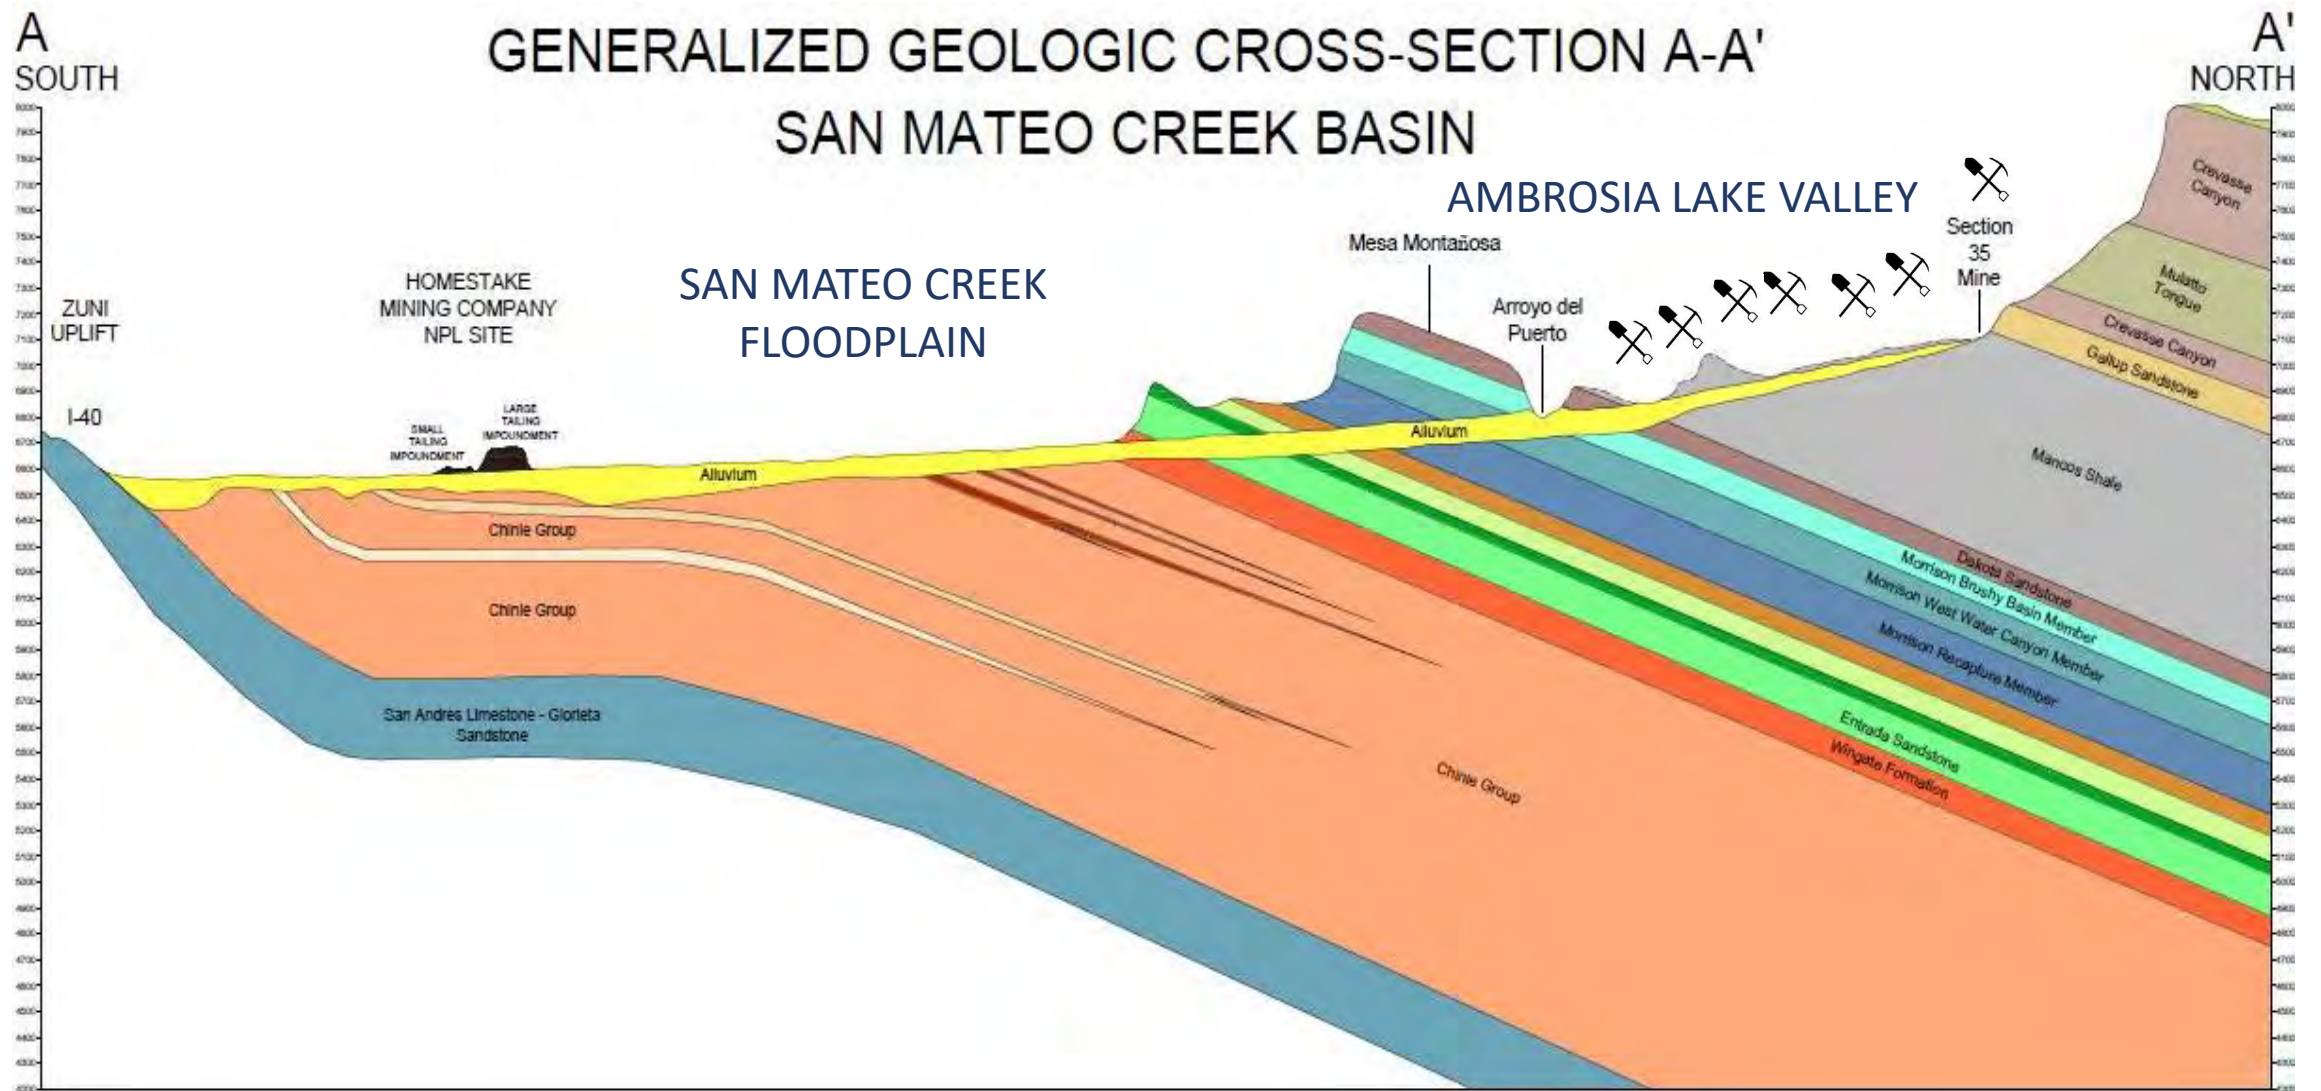 A
SOUTH
GENERALIZED GEOLOGIC CROSS-SECTION A-A'
SAN MATEO CREEK BASIN
A'
NORTH
AMBROSIA LAKE VALLEY
Section
35
Mine
Mesa Montañosa
Arroyo del
Puerto
SAN MATEO CREEK
FLOODPLAIN
HOMESTAKE
MINING COMPANY
NPL SITE
ZUNI
UPLIFT
I-40
SMALL
TAILING
IMPOUNDMENT
LARGE
TAILING
IMPOUNDMENT
Crevasse
Canyon
Mulatto
Tongue
Crevasse Canyon
Gallup Sandstone
Mancos Shale
Alluvium
Alluvium
Chinle Group
Chinle Group
San Andres Limestone - Glorieta
Sandstone
Chinle Group
Dakota Sandstone
Morrison Brushy Basin Member
Morrison West Water Canyon Member
Morrison Recapture Member
Entrada Sandstone
Wingate Formation